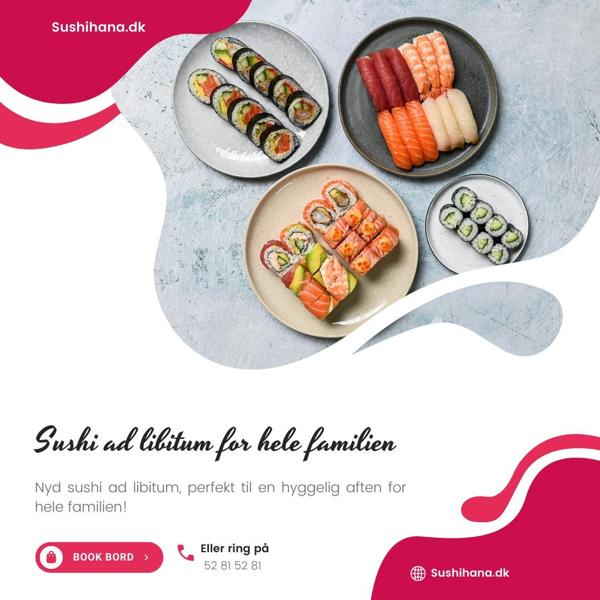 Sushihana.dk
Sushi ad libitum for hele familien
Nyd sushi ad libitum, perfekt til en hyggelig aften for
hele familien!
BOOK BORD
Eller ring på
52 81 52 81
Sushihana.dk